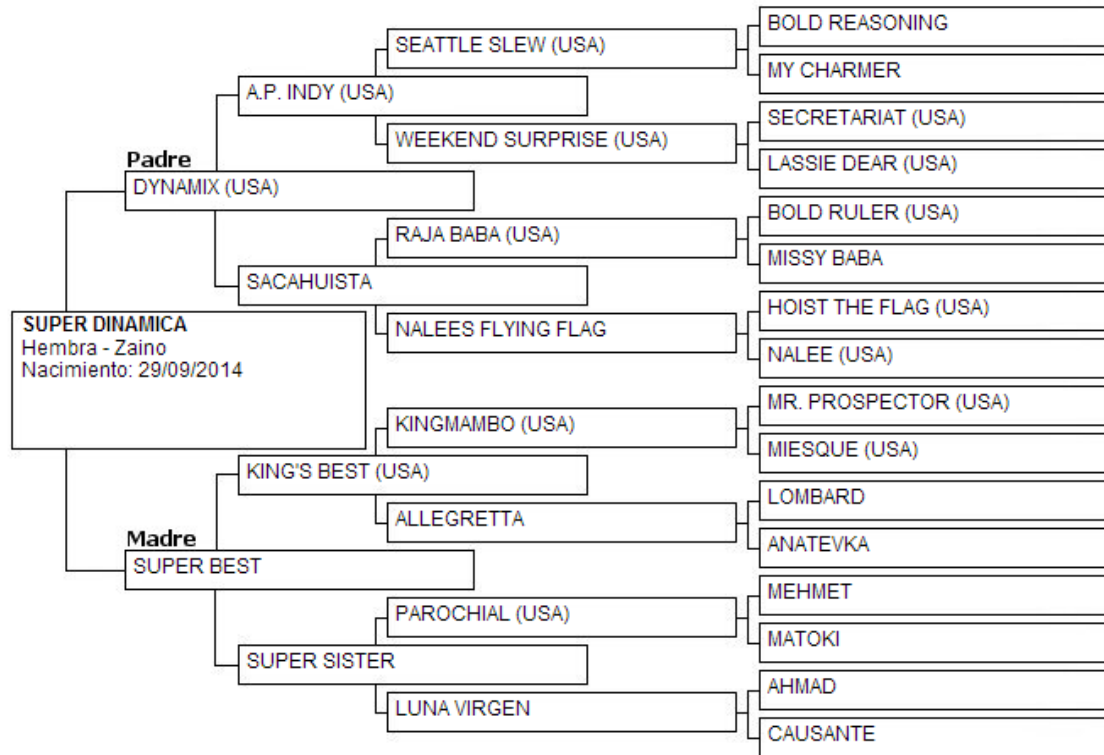 BOLD REASONING
SEATTLE SLEW (USA)
MY CHARMER
A.P. INDY (USA)
SECRETARIAT (USA)
WEEKEND SURPRISE (USA)
LASSIE DEAR (USA)
Padre
DYNAMIX (USA)
BOLD RULER (USA)
RAJA BABA (USA)
MISSY BABA
SACAHUISTA
HOIST THE FLAG (USA)
NALEES FLYING FLAG
NALEE (USA)
SUPER DINAMICA
Hembra - Zaino
Nacimiento: 29/09/2014
MR. PROSPECTOR (USA)
KINGMAMBO (USA)
MIESQUE (USA)
KING'S BEST (USA)
LOMBARD
ALLEGRETTA
ANATEVKA
Madre
SUPER BEST
MEHMET
PAROCHIAL (USA)
MATOKI
SUPER SISTER
AHMAD
LUNA VIRGEN
CAUSANTE